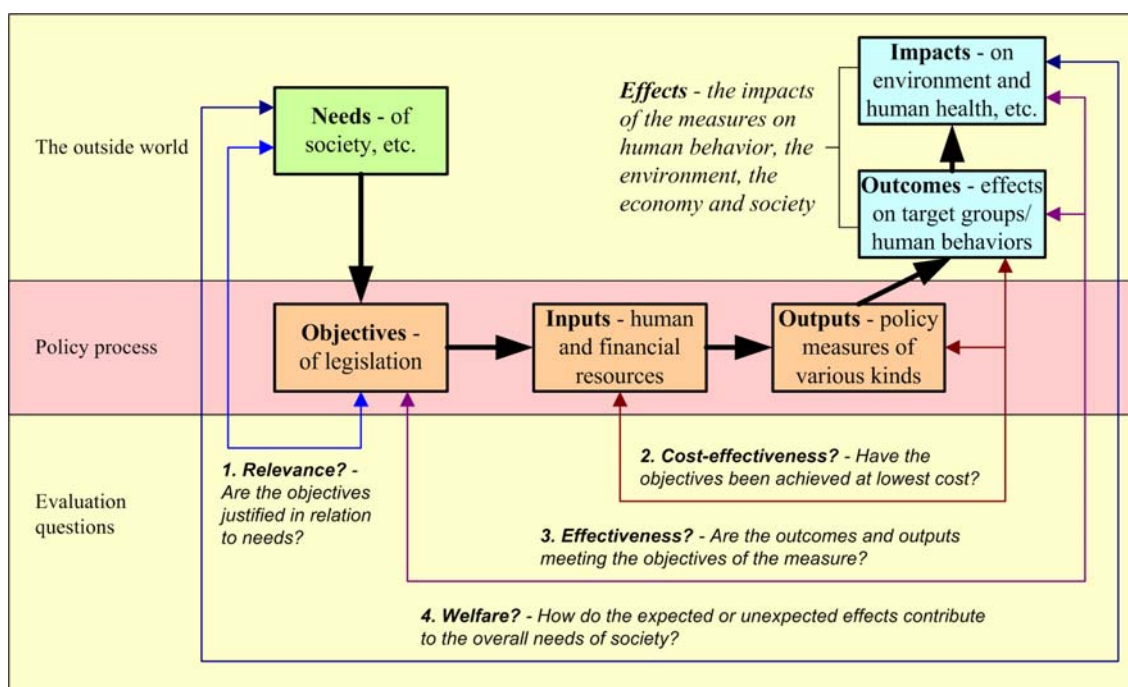 The outside world
Needs - of
society, etc.
Effects - the impacts
of the measures on
human behavior, the
environment, the
economy and society
Impacts - on
environment and
human health, etc.
Outcomes - effects
on target groups/
human behaviors
Policy process
Objectives -
of legislation
Inputs - human
and financial
resources
Outputs - policy
measures of
various kinds
Evaluation
questions
1. Relevance? -
Are the objectives
justified in relation
to needs?
2. Cost-effectiveness? - Have the
objectives been achieved at lowest cost?
3. Effectiveness? - Are the outcomes and outputs
meeting the objectives of the measure?
4. Welfare? - How do the expected or unexpected effects contribute
to the overall needs of society?